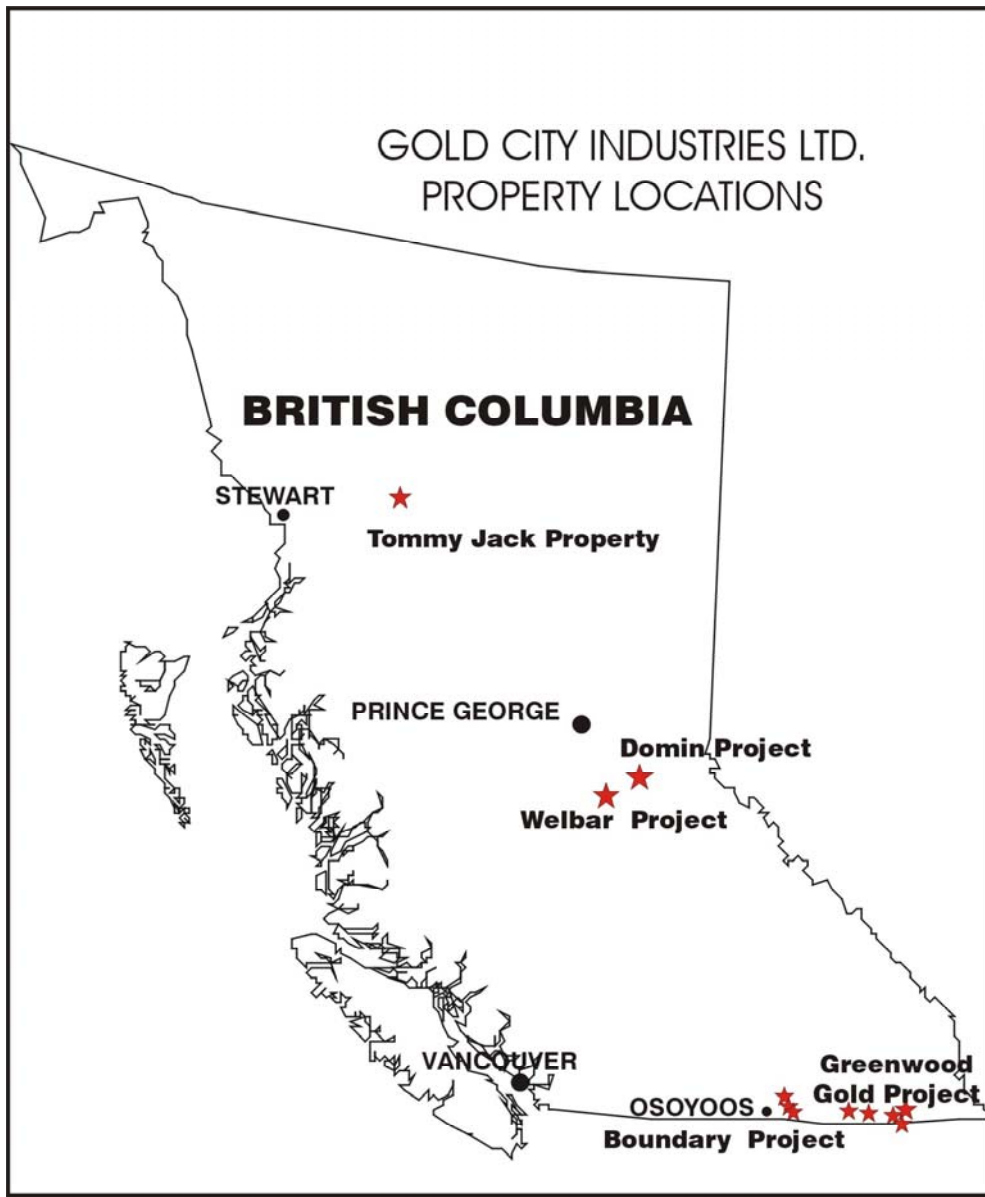 GOLD CITY INDUSTRIES LTD.
PROPERTY LOCATIONS
BRITISH COLUMBIA
STEWART
Tommy Jack Property
PRINCE GEORGE
Domin Project
Welbar Project
VANCOUVER
Greenwood
Gold Project
OSOYOOS
Boundary Project